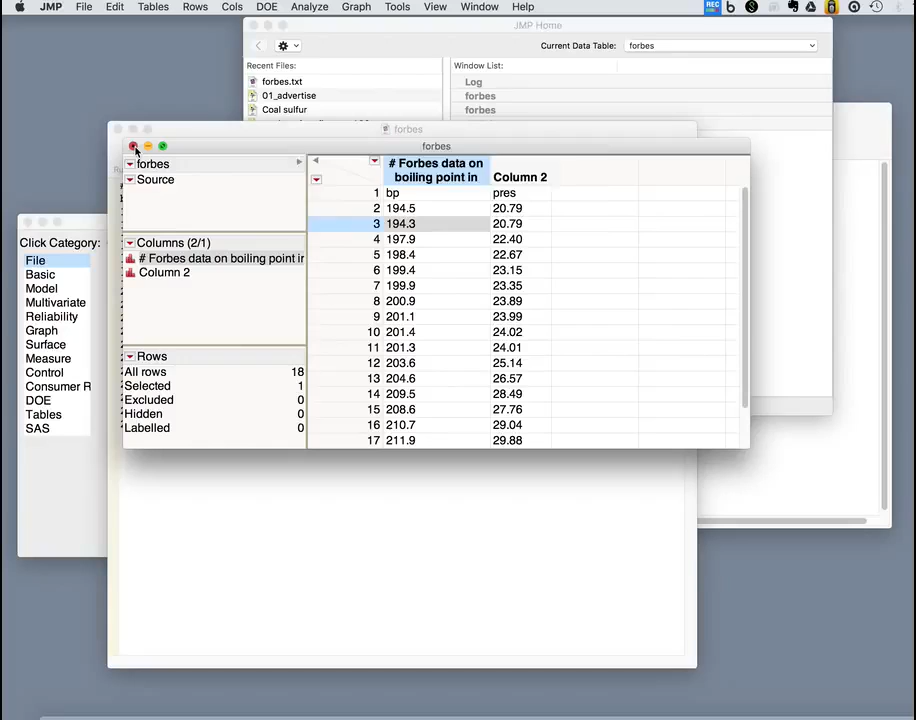 JMP File Edit Tables Rows Cols DOE Analyze Graph Tools View Window Help REC
JMP Home
Current Data Table: forbes
Recent Files:
Window List:
forbes.txt
01_advertise
Coal sulfur
Log
forbes
forbes
forbes
forbes
forbes
Source
Columns (2/1)
# Forbes data on boiling point ir
Column 2
Rows
All rows 18
Selected 1
Excluded 0
Hidden 0
Labelled 0
# Forbes data on
boiling point in Column 2
1 bp pres
2 194.5 20.79
3 194.3 20.79
4 197.9 22.40
5 198.4 22.67
6 199.4 23.15
7 199.9 23.35
8 200.9 23.89
9 201.1 23.99
10 201.4 24.02
11 201.3 24.01
12 203.6 25.14
13 204.6 26.57
14 209.5 28.49
15 208.6 27.76
16 210.7 29.04
17 211.9 29.88
Click Category:
File
Basic
Model
Multivariate
Reliability
Graph
Surface
Measure
Control
Consumer R
DOE
Tables
SAS